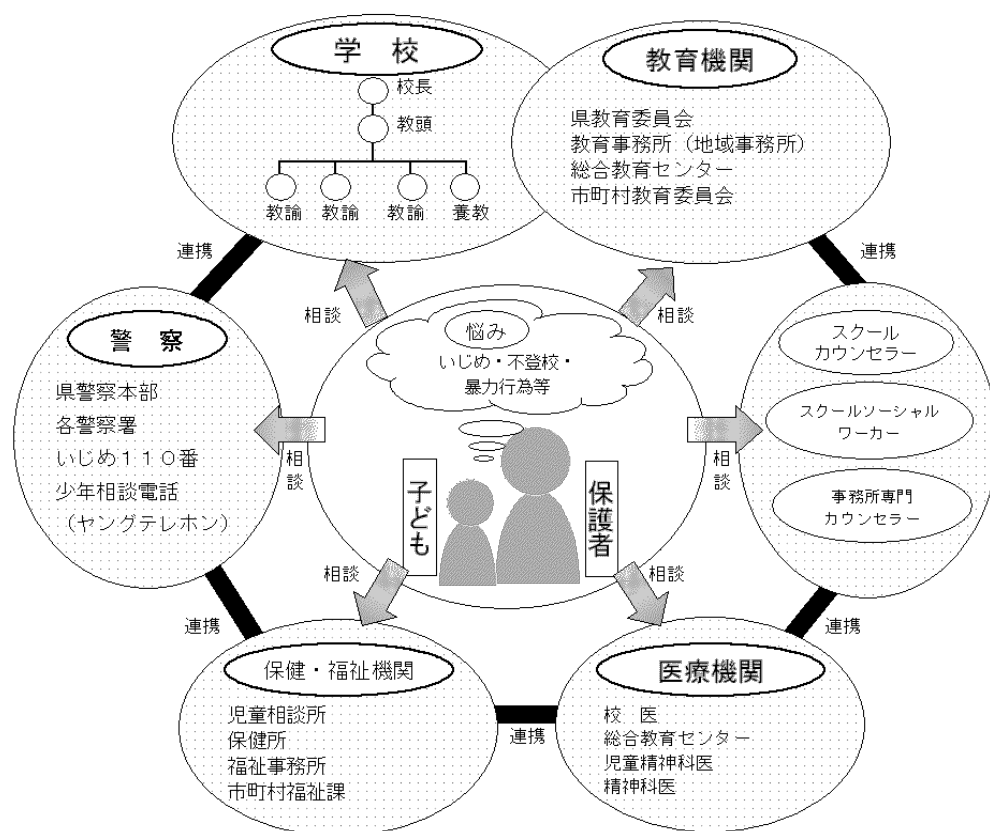 学　校
校長
教頭
教諭
教諭
教諭
養教
教育機関
県教育委員会
教育事務所（地域事務所）
総合教育センター
市町村教育委員会
連携
連携
相談
相談
警　察
県警察本部
各警察署
いじめ１１０番
少年相談電話
（ヤングテレホン）
悩み
いじめ・不登校・
暴力行為等
スクール
カウンセラー
スクールソーシャル
ワーカー
事務所専門
カウンセラー
相談
相談
子ども
保護者
相談
相談
連携
連携
保健・福祉機関
児童相談所
保健所
福祉事務所
市町村福祉課
連携
医療機関
校　医
総合教育センター
児童精神科医
精神科医